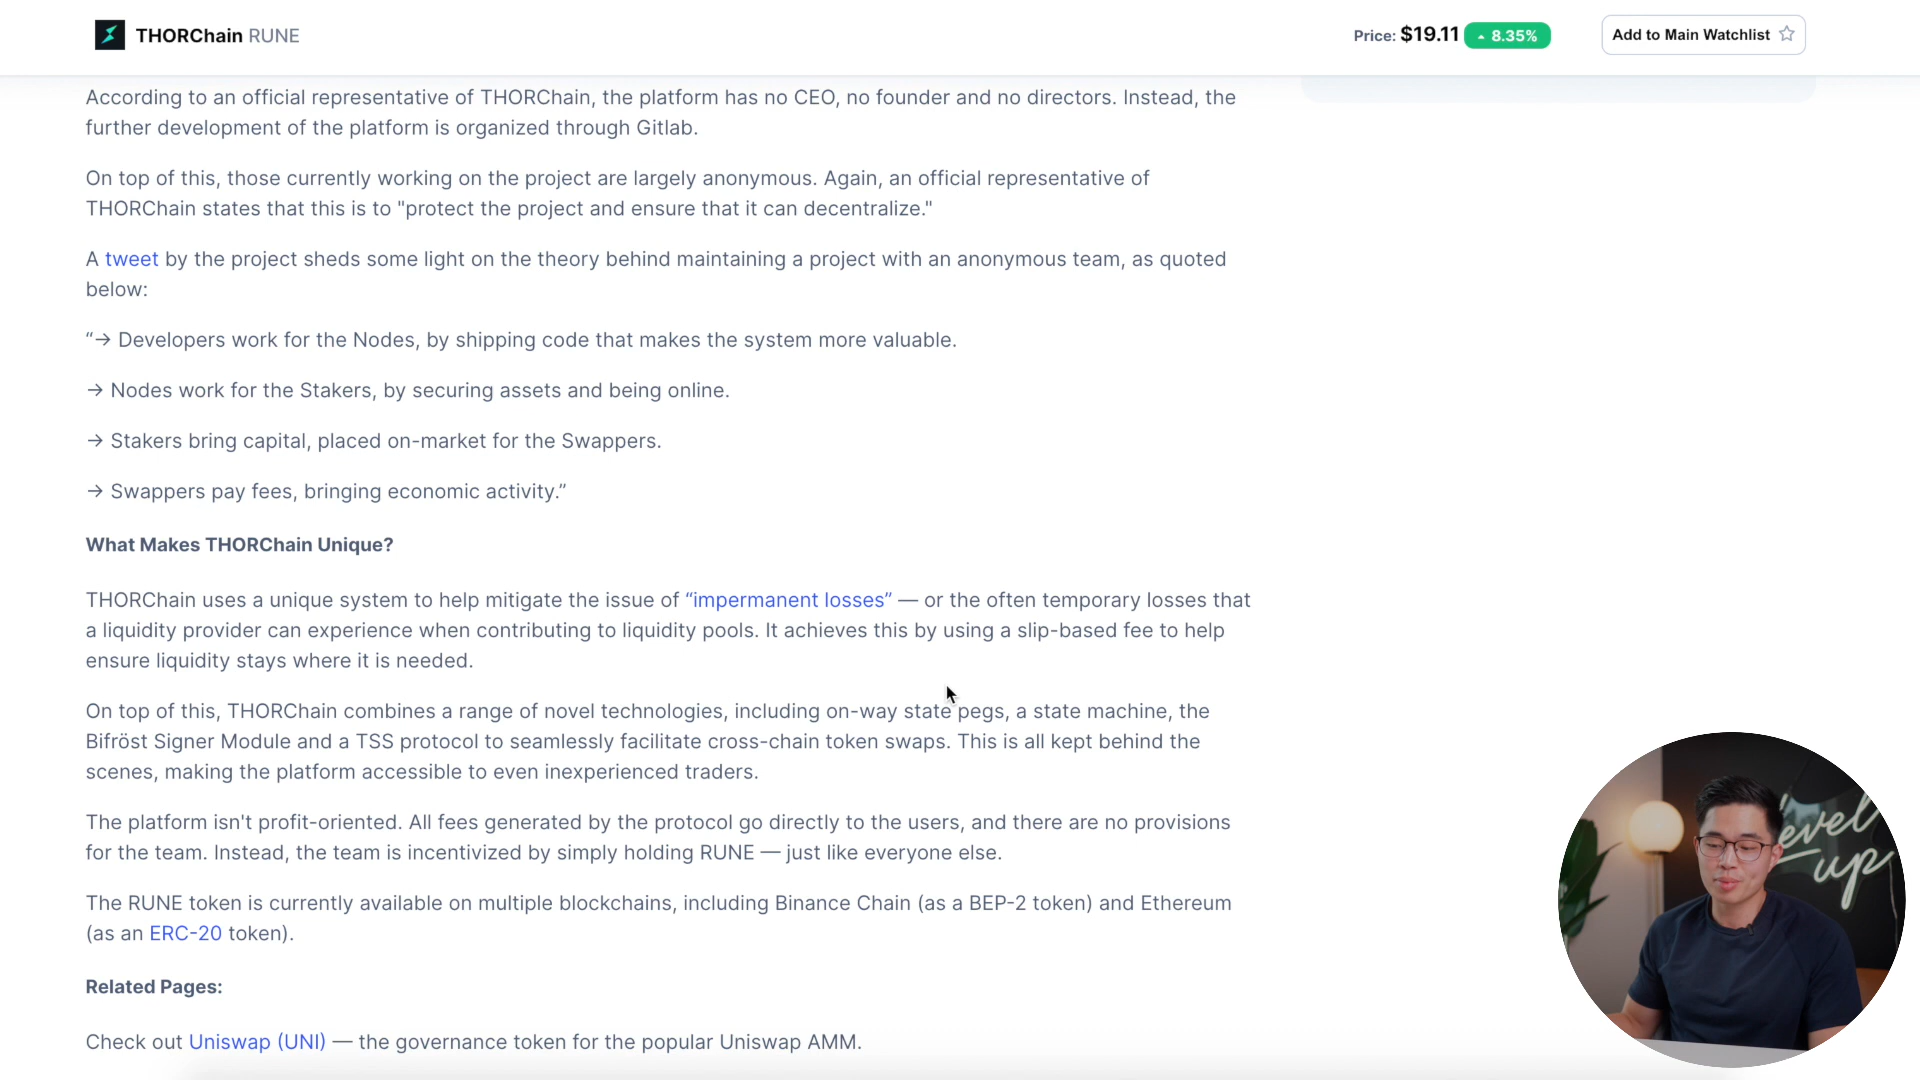 THORChain RUNE
Price: $19.11 8.35%
Add to Main Watchlist
According to an official representative of THORChain, the platform has no CEO, no founder and no directors. Instead, the
further development of the platform is organized through Gitlab.
On top of this, those currently working on the project are largely anonymous. Again, an official representative of
THORChain states that this is to "protect the project and ensure that it can decentralize."
A tweet by the project sheds some light on the theory behind maintaining a project with an anonymous team, as quoted
below:
“→ Developers work for the Nodes, by shipping code that makes the system more valuable.
→ Nodes work for the Stakers, by securing assets and being online.
→ Stakers bring capital, placed on-market for the Swappers.
→ Swappers pay fees, bringing economic activity.”
What Makes THORChain Unique?
THORChain uses a unique system to help mitigate the issue of “impermanent losses” — or the often temporary losses that
a liquidity provider can experience when contributing to liquidity pools. It achieves this by using a slip-based fee to help
ensure liquidity stays where it is needed.
On top of this, THORChain combines a range of novel technologies, including on-way state pegs, a state machine, the
Bifröst Signer Module and a TSS protocol to seamlessly facilitate cross-chain token swaps. This is all kept behind the
scenes, making the platform accessible to even inexperienced traders.
The platform isn't profit-oriented. All fees generated by the protocol go directly to the users, and there are no provisions
for the team. Instead, the team is incentivized by simply holding RUNE — just like everyone else.
The RUNE token is currently available on multiple blockchains, including Binance Chain (as a BEP-2 token) and Ethereum
(as an ERC-20 token).
Related Pages:
Check out Uniswap (UNI) — the governance token for the popular Uniswap AMM.
Level
up